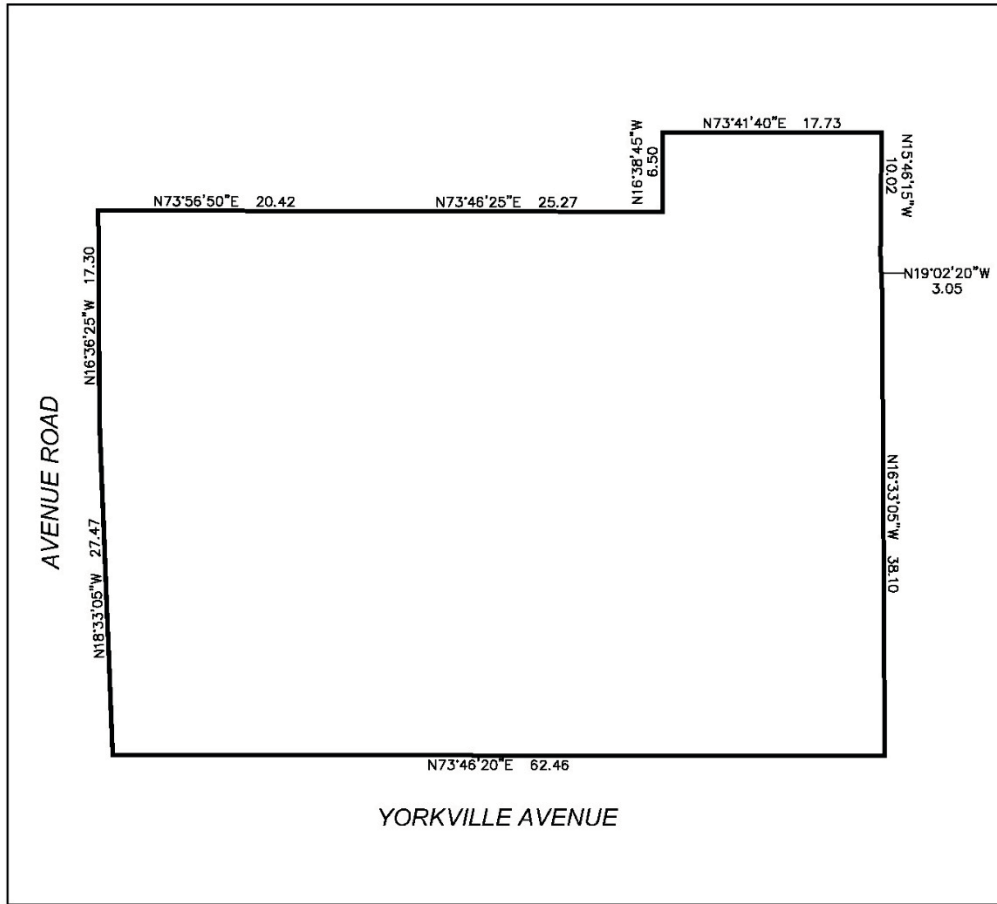 N73°41'40"E 17.73
N16°38'45"W
6.50
N15°46'15"W
10.02
N73°56'50"E 20.42
N73°46'25"E 25.27
N16°36'25"W 17.30
N19°02'20"W
3.05
AVENUE ROAD
N18°33'05"W 27.47
N16°33'05"W 38.10
N73°46'20"E 62.46
YORKVILLE AVENUE